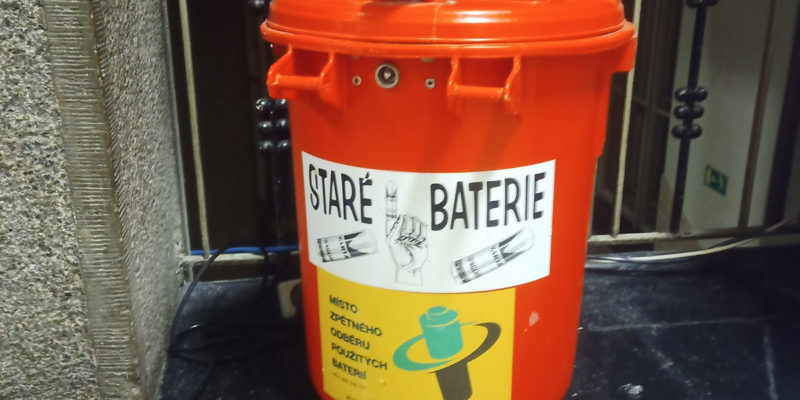 STARÉ BATERIE
MÍSTO
ZPĚTNÉHO
ODBĚRU
POUŽITÝCH
BATERIÍ